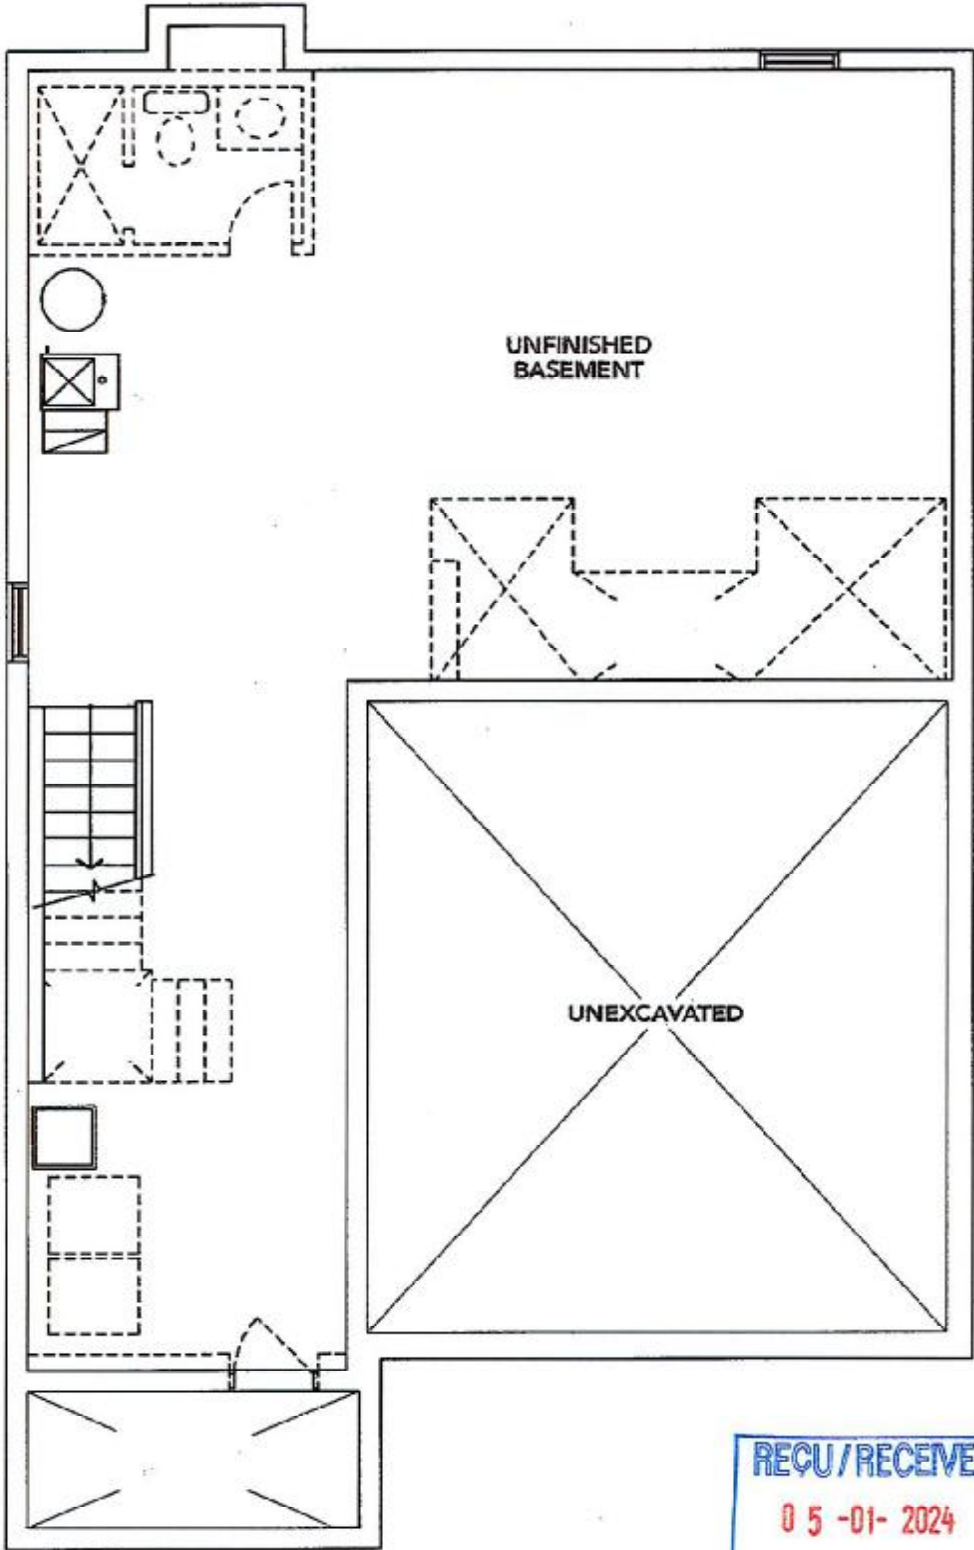 UNFINISHED
BASEMENT
UNEXCAVATED
REÇU/RECEIVE
05-01-2024